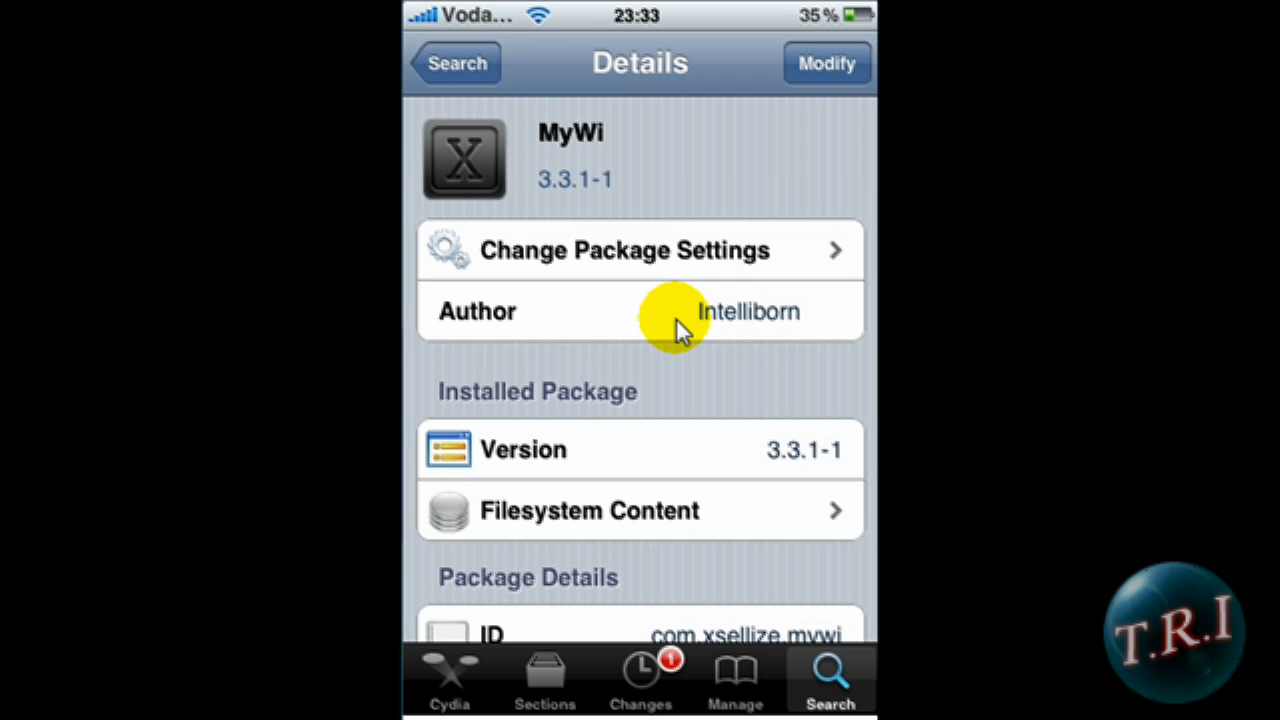 Voda... 23:33 35%
Search Details Modify
X
MyWi
3.3.1-1
Change Package Settings
Author Intelliborn
Installed Package
Version 3.3.1-1
Filesystem Content
Package Details
ID com.xsellize.mywi
1
Cydia Sections Changes Manage Search
T.R.I